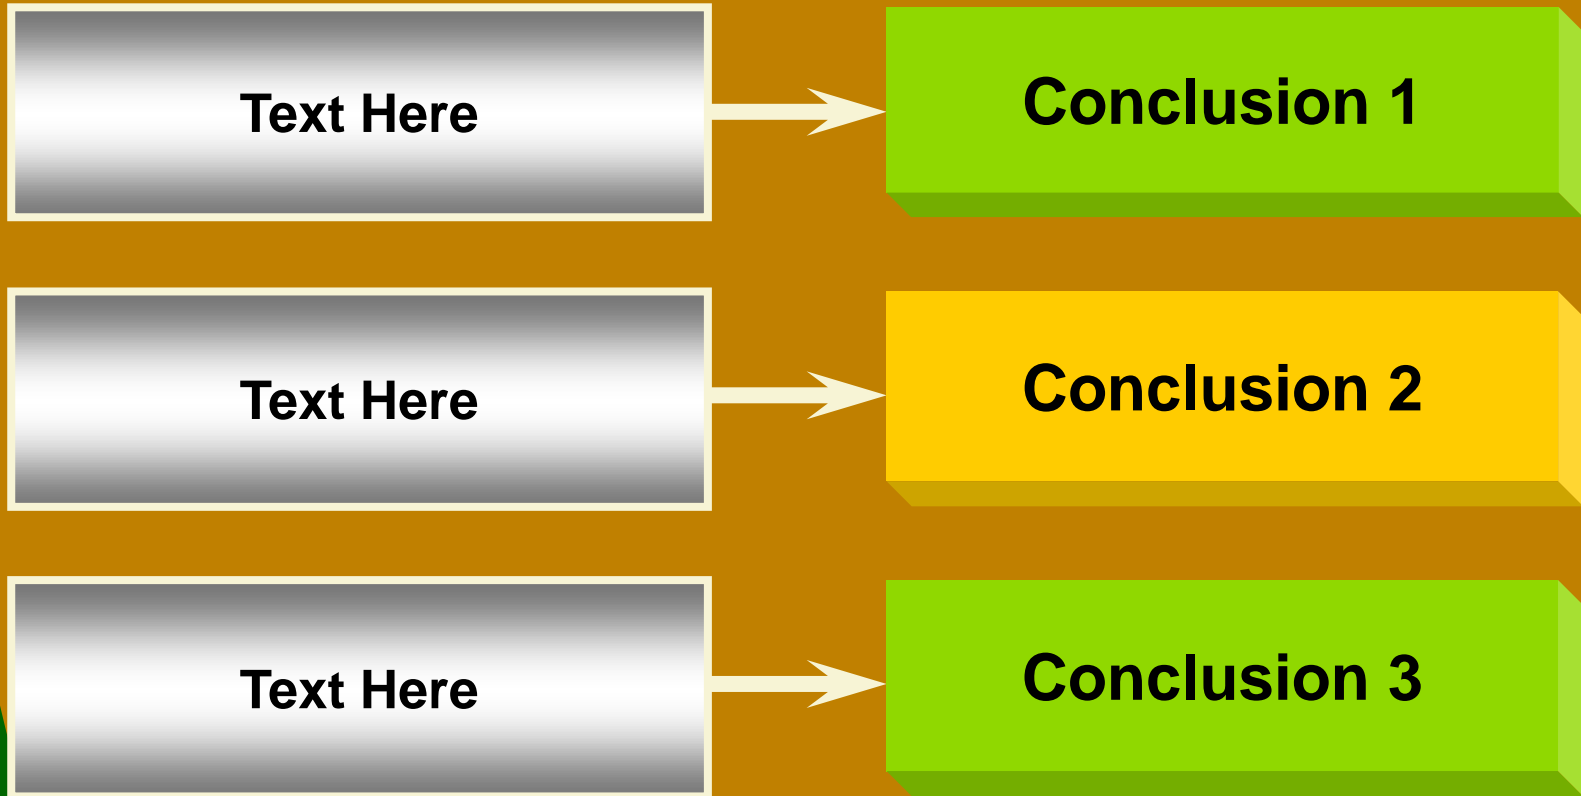 Text Here
Conclusion 1
Text Here
Conclusion 2
Text Here
Conclusion 3